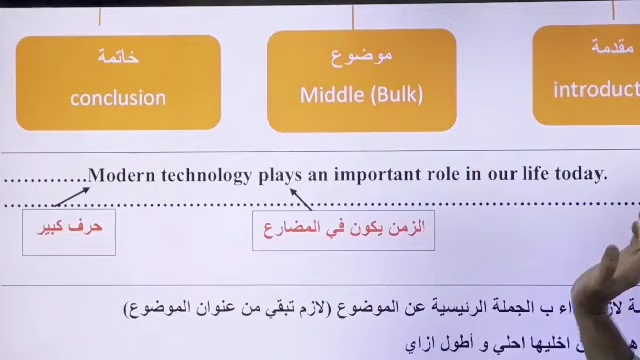 مقدمة
introduct
موضوع
Middle (Bulk)
خاتمة
conclusion
.............Modern technology plays an important role in our life today.
حرف كبير
الزمن يكون في المضارع
ب الجملة الرئيسية عن الموضوع (لازم تبقي من عنوان الموضوع)
اخليها احلي و أطول ازاي